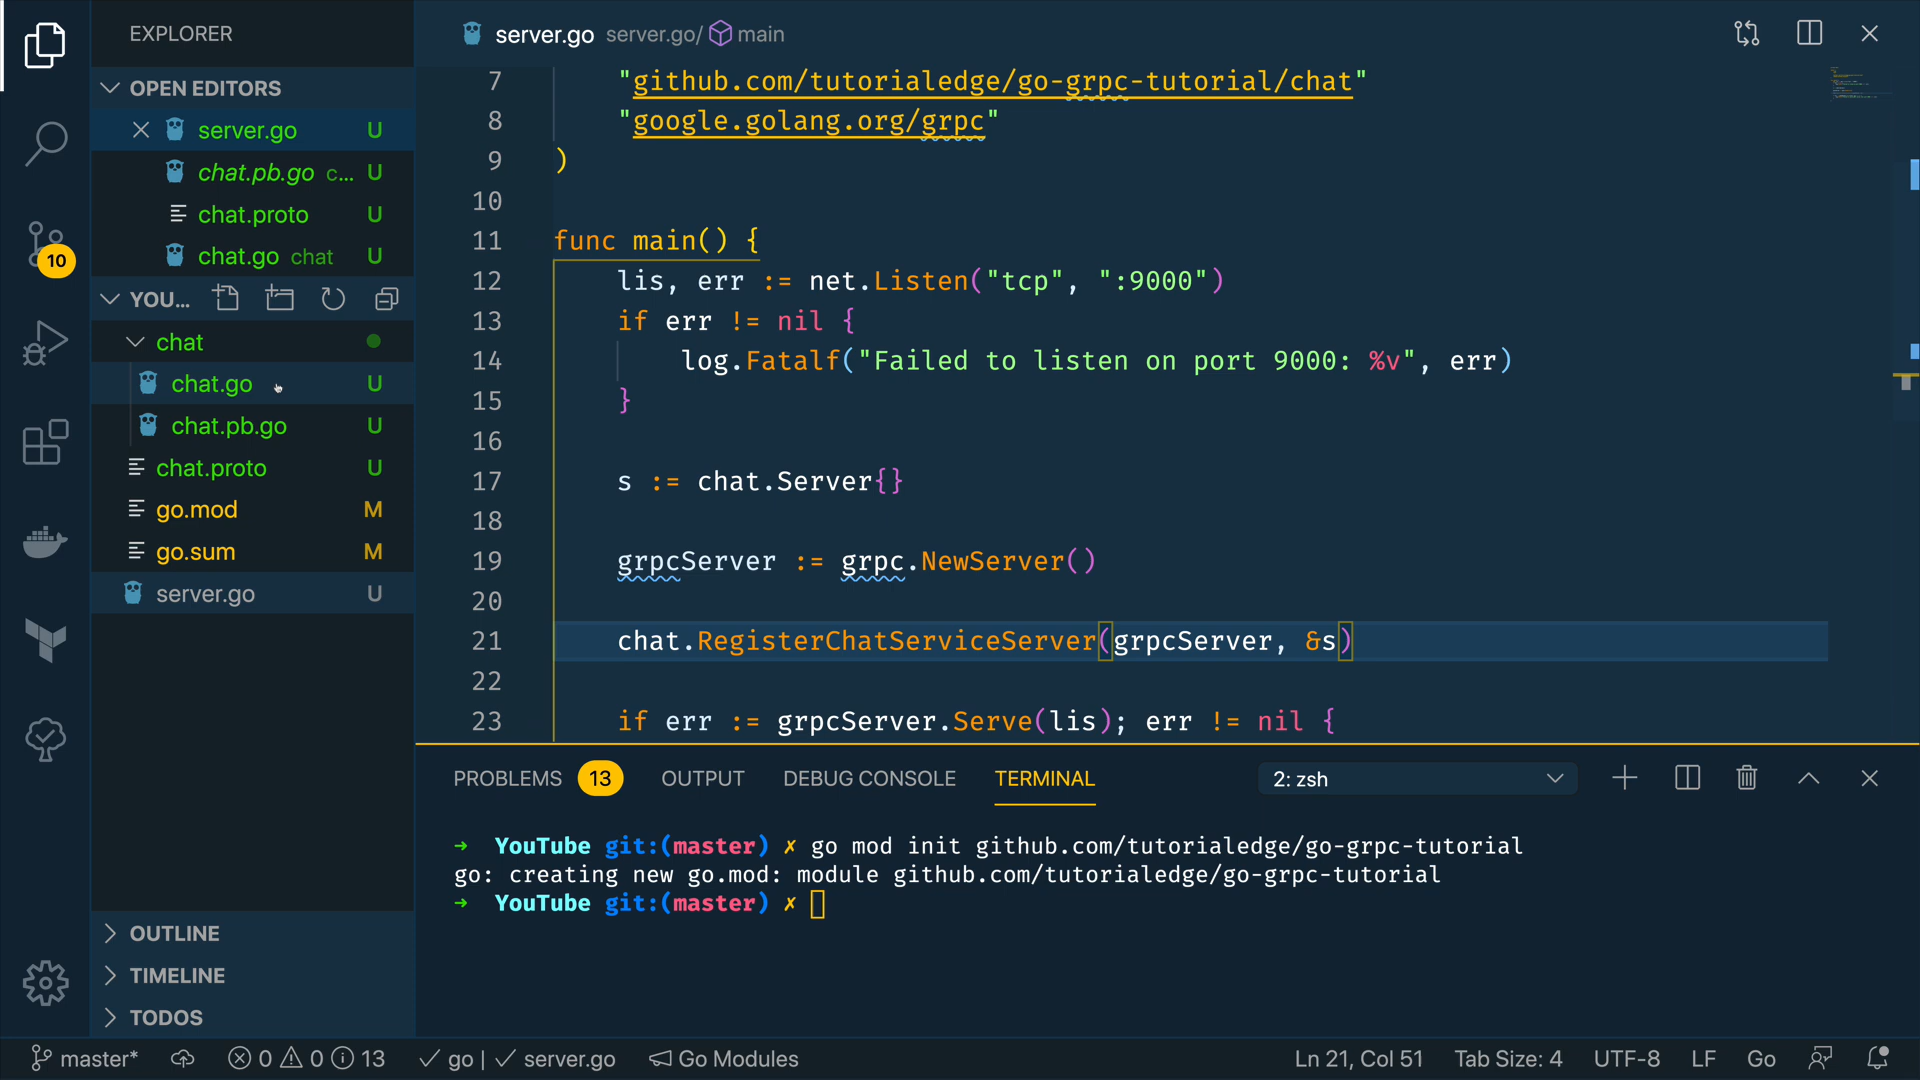 EXPLORER
OPEN EDITORS
server.go U
chat.pb.go c... U
chat.proto U
chat.go chat U
10
YOU...
chat
chat.go U
chat.pb.go U
chat.proto U
go.mod M
go.sum M
server.go U
OUTLINE
TIMELINE
TODOS
server.go server.go/ main
7 "github.com/tutorialedge/go-grpc-tutorial/chat"
8 "google.golang.org/grpc"
9 )
10
11 func main() {
12 lis, err := net.Listen("tcp", ":9000")
13 if err != nil {
14 log.Fatalf("Failed to listen on port 9000: %v", err)
15 }
16
17 s := chat.Server{}
18
19 grpcServer := grpc.NewServer()
20
21 chat.RegisterChatServiceServer(grpcServer, &s)
22
23 if err := grpcServer.Serve(lis); err != nil {
PROBLEMS 13 OUTPUT DEBUG CONSOLE TERMINAL 2: zsh
→ YouTube git:(master) ✗ go mod init github.com/tutorialedge/go-grpc-tutorial
go: creating new go.mod: module github.com/tutorialedge/go-grpc-tutorial
→ YouTube git:(master) ✗
master* 0 0 13 go | server.go Go Modules Ln 21, Col 51 Tab Size: 4 UTF-8 LF Go